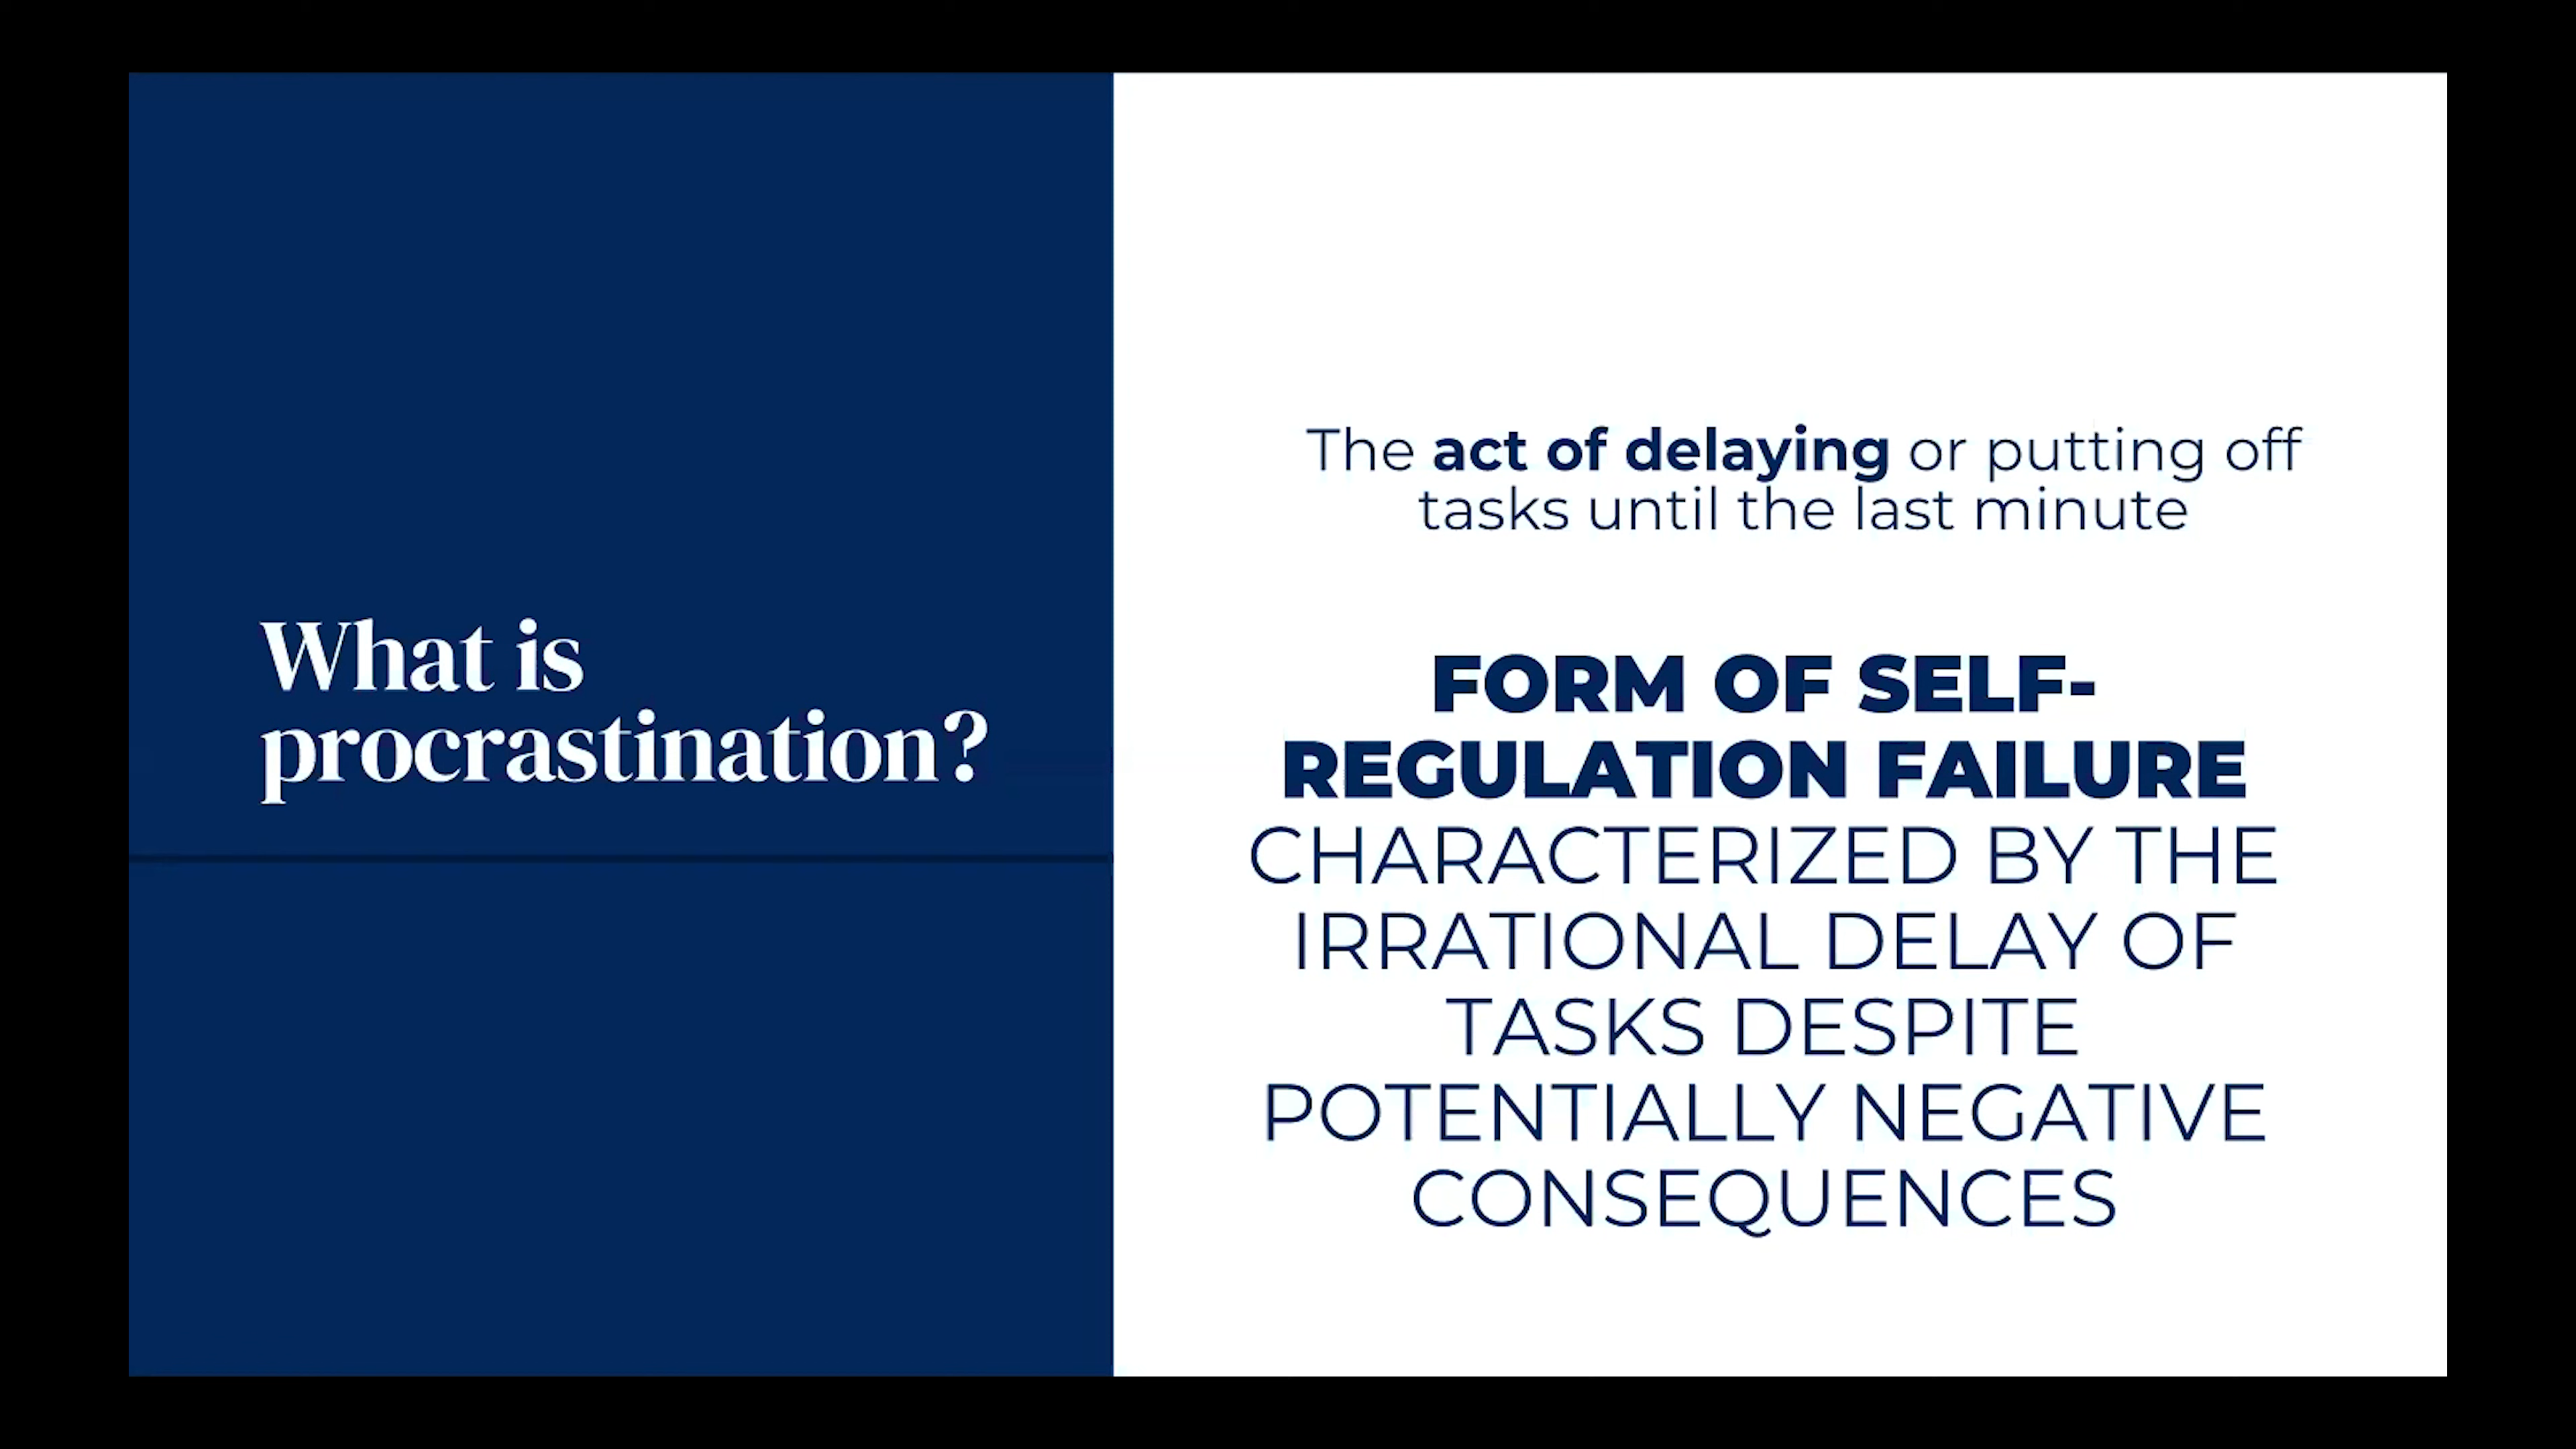 What is
procrastination?
The act of delaying or putting off
tasks until the last minute
FORM OF SELF-
REGULATION FAILURE
CHARACTERIZED BY THE
IRRATIONAL DELAY OF
TASKS DESPITE
POTENTIALLY NEGATIVE
CONSEQUENCES